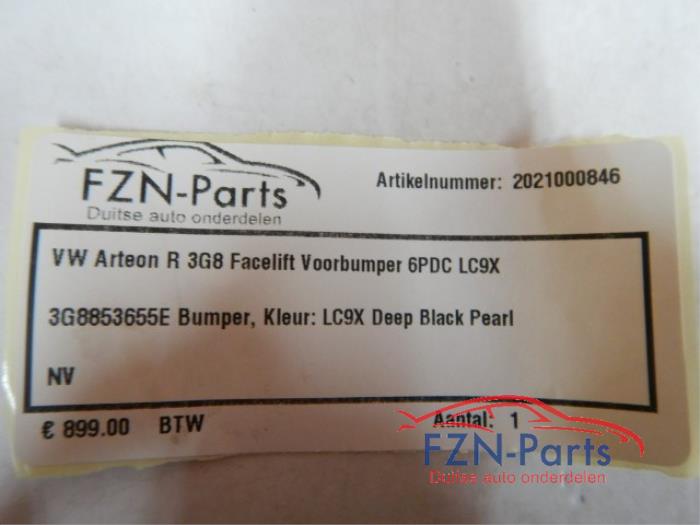 FZN-Parts
Duitse auto onderdelen
Artikelnummer: 2021000846
VW Arteon R 3G8 Facelift Voorbumper 6PDC LC9X
3G8853655E Bumper, Kleur: LC9X Deep Black Pearl
NV
€ 899.00 BTW Aantal: 1
FZN-Parts
Duitse auto onderdelen